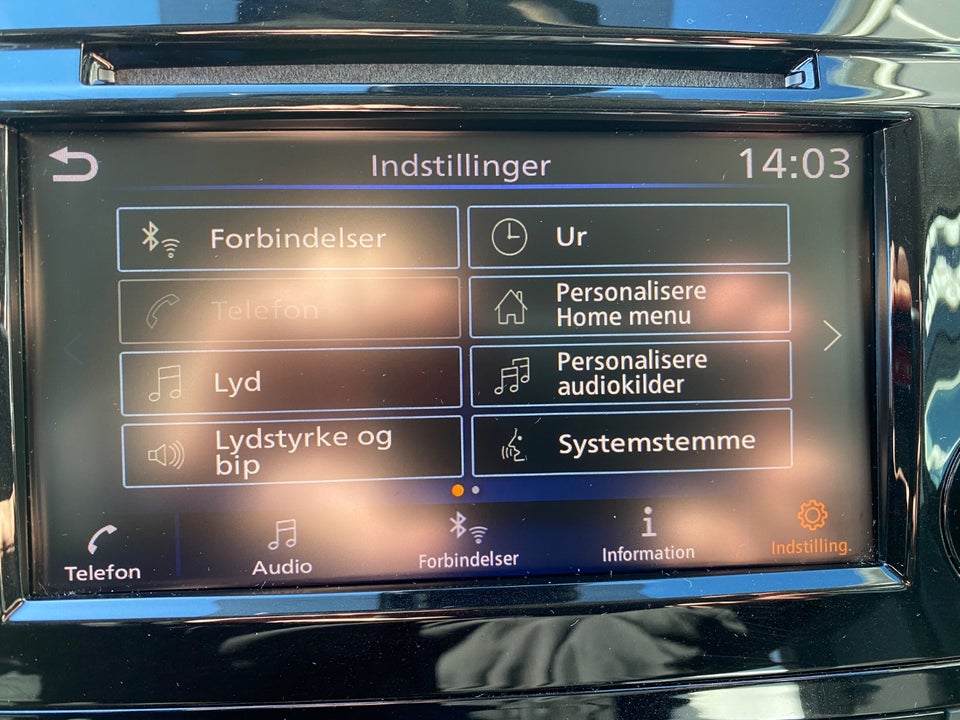 Indstillinger
14:03
Forbindelser
Ur
Telefon
Personalisere
Home menu
Lyd
Personalisere
audiokilder
Lydstyrke og
bip
Systemstemme
Telefon
Audio
Forbindelser
Information
Indstilling.